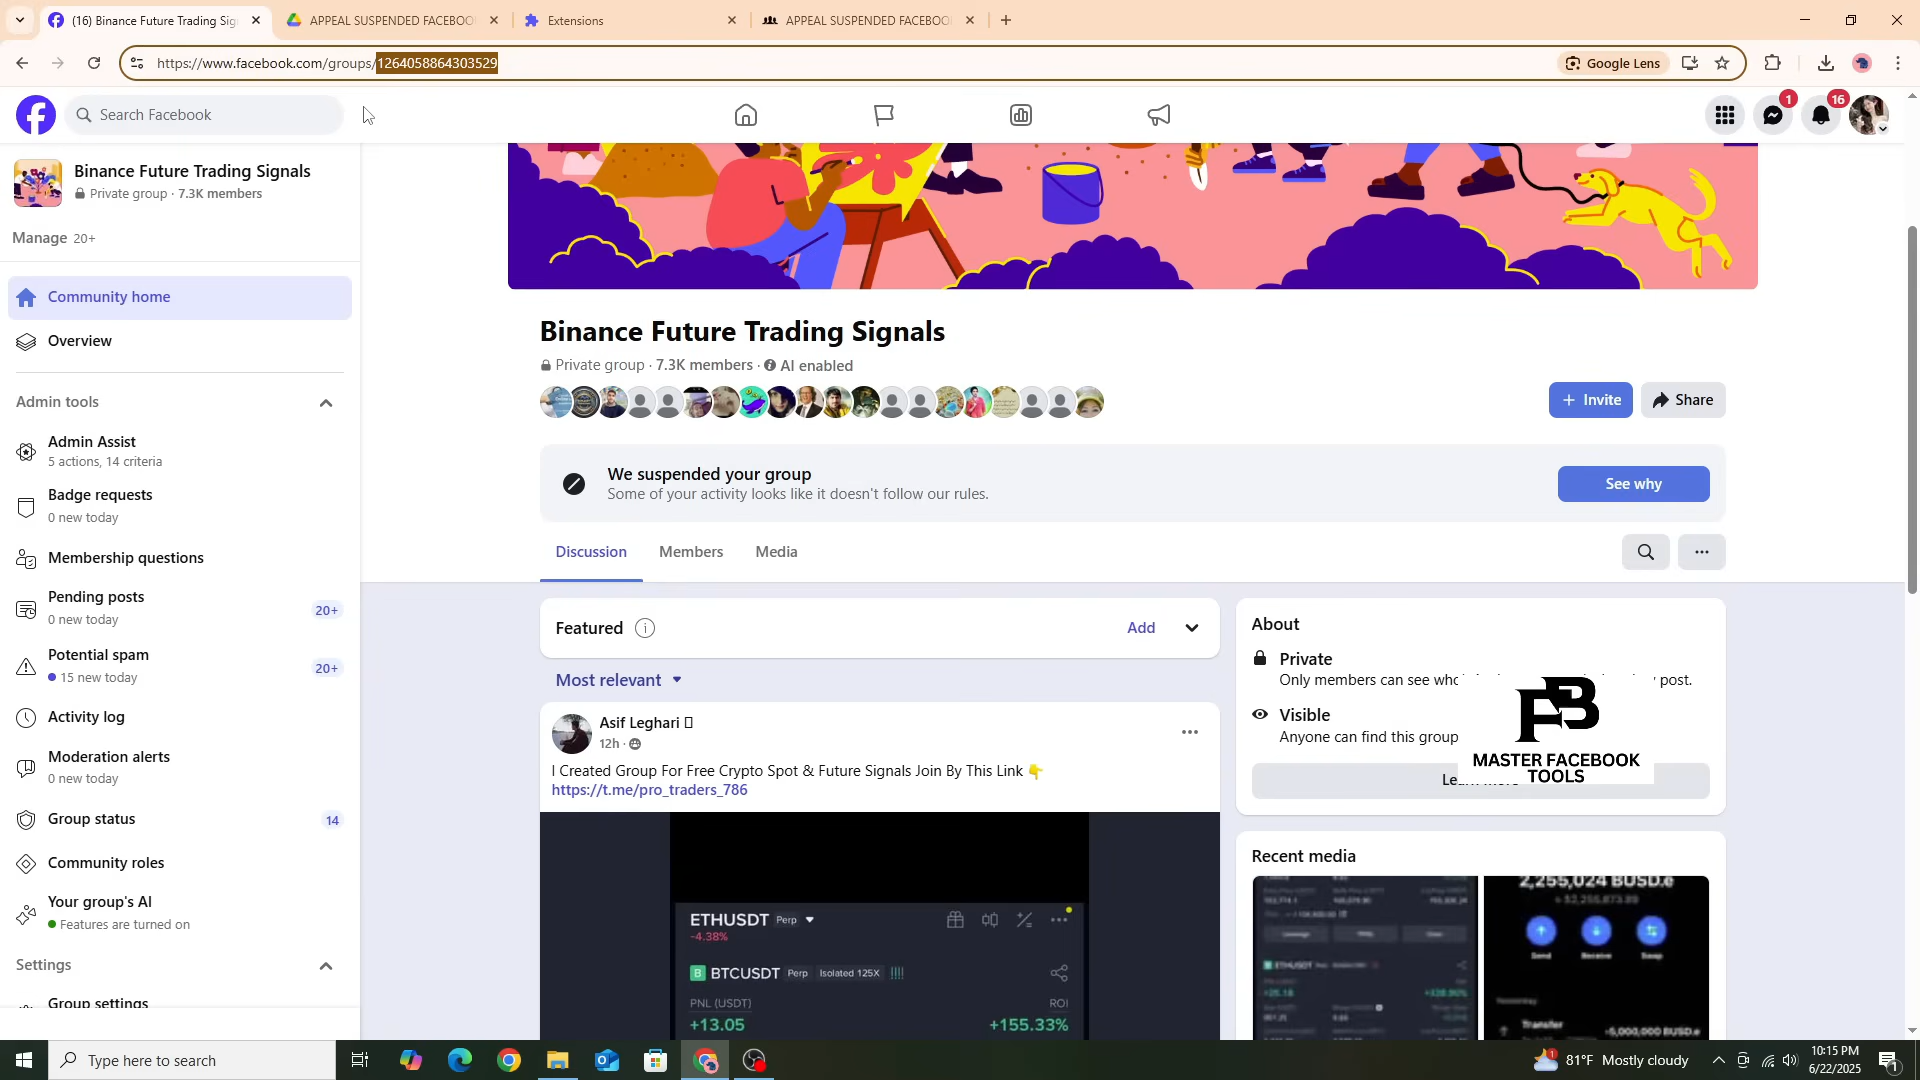 (16) Binance Future Trading Sig
APPEAL SUSPENDED FACEBOO
Extensions
APPEAL SUSPENDED FACEBOO
https://www.facebook.com/groups/1264058864303529
Google Lens
Search Facebook
1
16
Binance Future Trading Signals
Private group · 7.3K members
Manage 20+
Community home
Overview
Admin tools
Admin Assist
5 actions, 14 criteria
Badge requests
0 new today
Membership questions
Pending posts
0 new today
20+
Potential spam
15 new today
20+
Activity log
Moderation alerts
0 new today
Group status
14
Community roles
Your group's AI
Features are turned on
Settings
Group settings
Binance Future Trading Signals
Private group · 7.3K members · AI enabled
+ Invite
Share
We suspended your group
Some of your activity looks like it doesn't follow our rules.
See why
Discussion
Members
Media
Featured
Add
Most relevant
Asif Leghari
12h
I Created Group For Free Crypto Spot & Future Signals Join By This Link 👇
https://t.me/pro_traders_786
ETHUSDT Perp
-4.38%
B BTCUSDT Perp Isolated 125X
PNL (USDT)
ROI
+13.05
+155.33%
About
Private
Only members can see post.
Visible
Anyone can find this group
FB
MASTER FACEBOOK
TOOLS
Recent media
2,255,024 BUSD.e
Send
Receive
Swap
Transfer
-5,000,000 BUSD.e
Type here to search
81°F Mostly cloudy
10:15 PM
6/22/2025